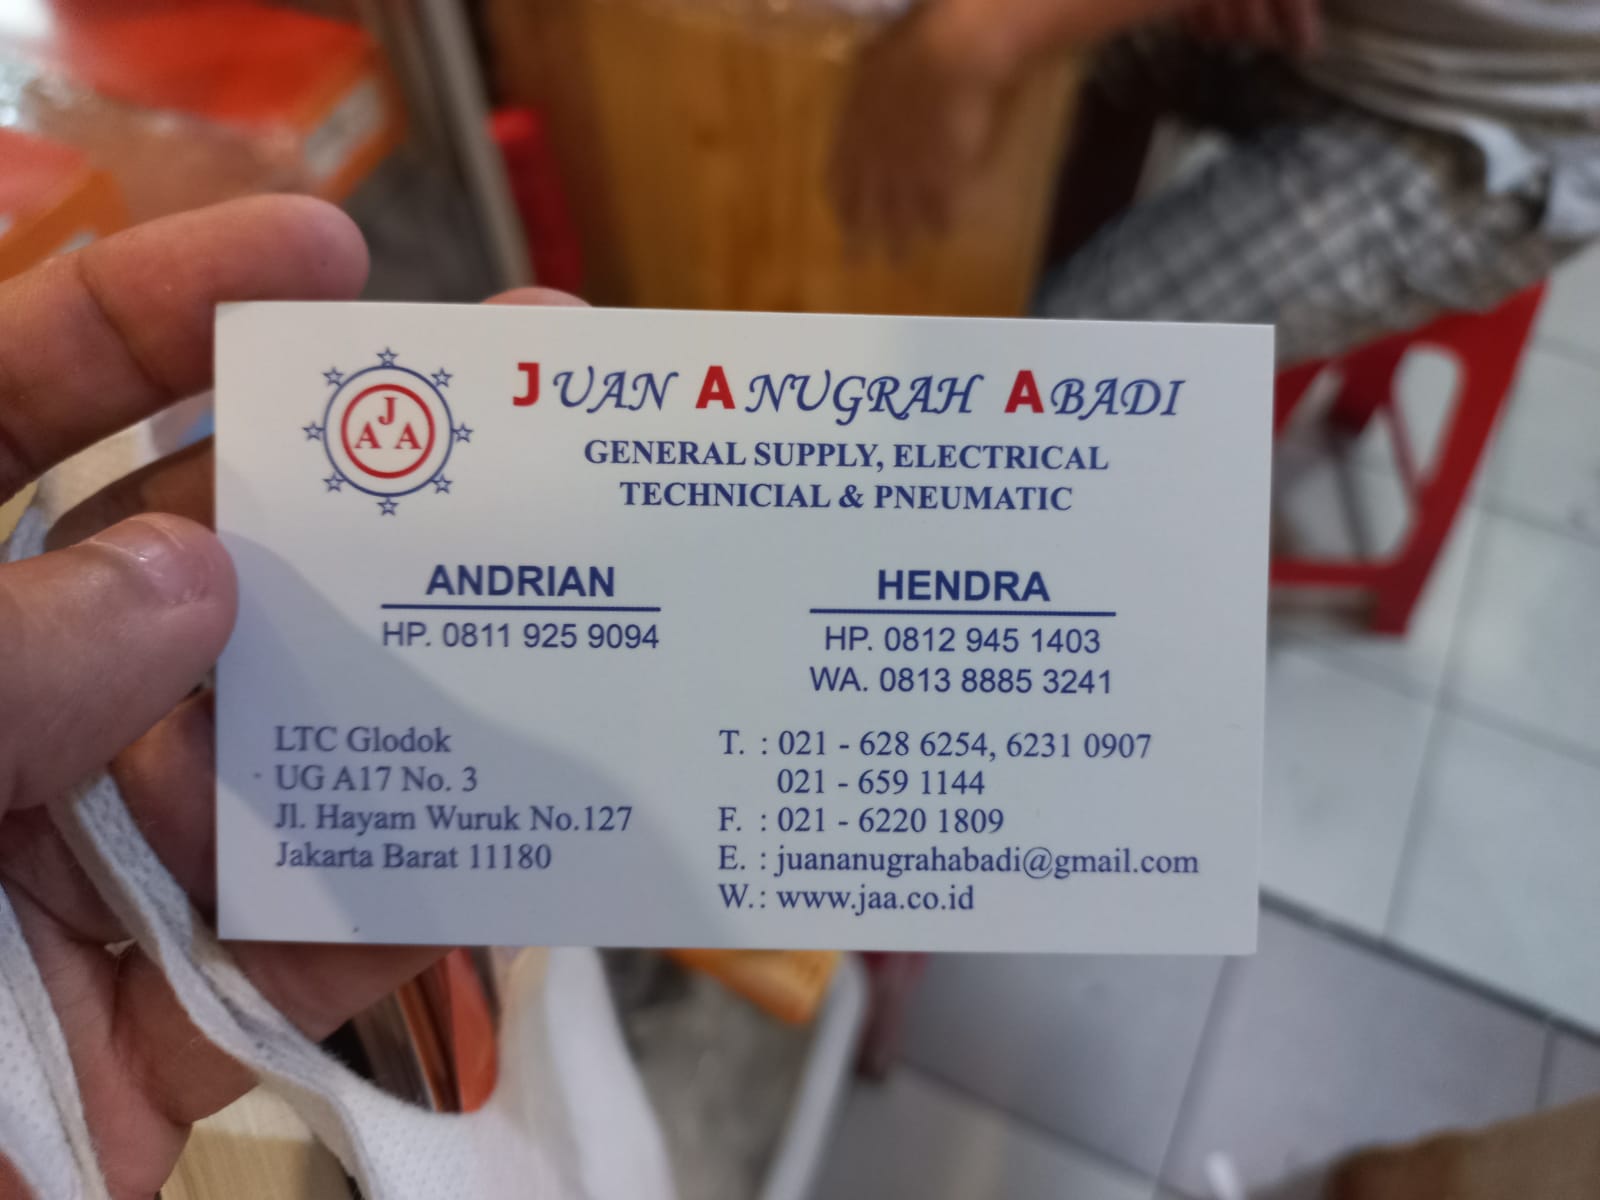 J
A A
JUAN ANUGRAH ABADI
GENERAL SUPPLY, ELECTRICAL
TECHNICIAL & PNEUMATIC
ANDRIAN
HP. 0811 925 9094
HENDRA
HP. 0812 945 1403
WA. 0813 8885 3241
LTC Glodok
UG A17 No. 3
Jl. Hayam Wuruk No.127
Jakarta Barat 11180
T. : 021 - 628 6254, 6231 0907
021 - 659 1144
F. : 021 - 6220 1809
E. : juananugrahabadi@gmail.com
W. : www.jaa.co.id